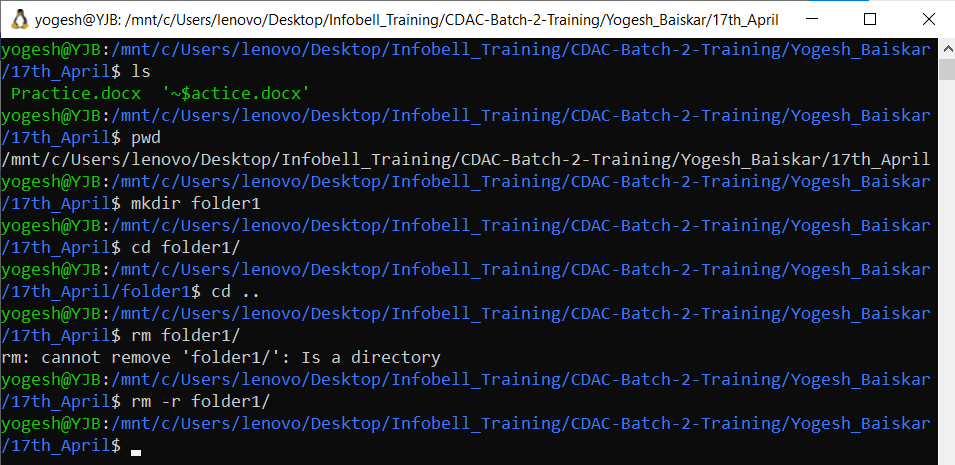 yogesh@YJB: /mnt/c/Users/lenovo/Desktop/Infobell_Training/CDAC-Batch-2-Training/Yogesh_Baiskar/17th_April
yogesh@YJB:/mnt/c/Users/lenovo/Desktop/Infobell_Training/CDAC-Batch-2-Training/Yogesh_Baiskar
/17th_April$ ls
 Practice.docx  '~$actice.docx'
yogesh@YJB:/mnt/c/Users/lenovo/Desktop/Infobell_Training/CDAC-Batch-2-Training/Yogesh_Baiskar
/17th_April$ pwd
/mnt/c/Users/lenovo/Desktop/Infobell_Training/CDAC-Batch-2-Training/Yogesh_Baiskar/17th_April
yogesh@YJB:/mnt/c/Users/lenovo/Desktop/Infobell_Training/CDAC-Batch-2-Training/Yogesh_Baiskar
/17th_April$ mkdir folder1
yogesh@YJB:/mnt/c/Users/lenovo/Desktop/Infobell_Training/CDAC-Batch-2-Training/Yogesh_Baiskar
/17th_April$ cd folder1/
yogesh@YJB:/mnt/c/Users/lenovo/Desktop/Infobell_Training/CDAC-Batch-2-Training/Yogesh_Baiskar
/17th_April/folder1$ cd ..
yogesh@YJB:/mnt/c/Users/lenovo/Desktop/Infobell_Training/CDAC-Batch-2-Training/Yogesh_Baiskar
/17th_April$ rm folder1/
rm: cannot remove 'folder1/': Is a directory
yogesh@YJB:/mnt/c/Users/lenovo/Desktop/Infobell_Training/CDAC-Batch-2-Training/Yogesh_Baiskar
/17th_April$ rm -r folder1/
yogesh@YJB:/mnt/c/Users/lenovo/Desktop/Infobell_Training/CDAC-Batch-2-Training/Yogesh_Baiskar
/17th_April$